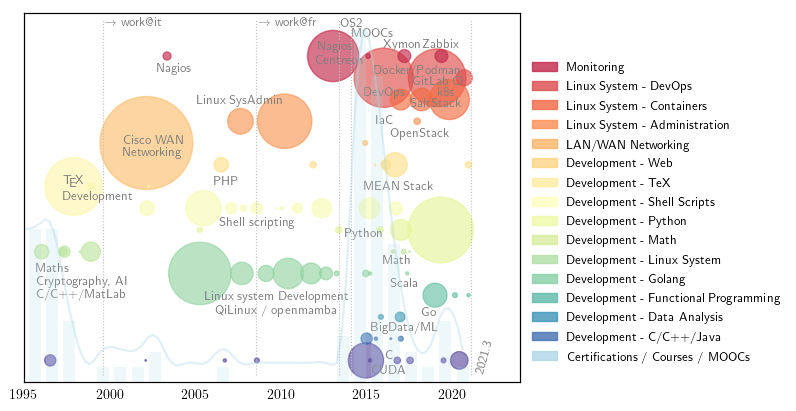 → work@it
→ work@fr
OS2
MOOCs
Nagios
Centreon
Xymon
Zabbix
Nagios
Docker/Podman
GitLab
DevOps
k8s
SaltStack
Linux SysAdmin
IaC
OpenStack
Cisco WAN
Networking
TeX
Development
PHP
MEAN Stack
Shell scripting
Python
Maths
Cryptography, AI
C/C++/MatLab
Math
Scala
Linux system Development
QiLinux / openmamba
Go
BigData/ML
C
CUDA
2021.3
1995
2000
2005
2010
2015
2020
Monitoring
Linux System - DevOps
Linux System - Containers
Linux System - Administration
LAN/WAN Networking
Development - Web
Development - TeX
Development - Shell Scripts
Development - Python
Development - Math
Development - Linux System
Development - Golang
Development - Functional Programming
Development - Data Analysis
Development - C/C++/Java
Certifications / Courses / MOOCs